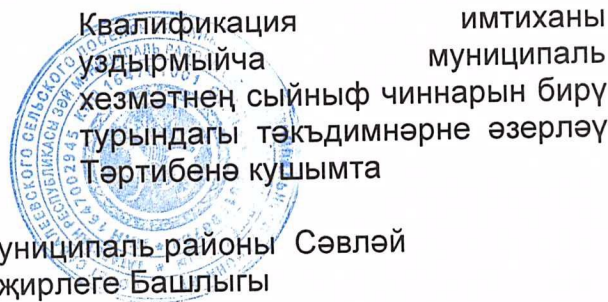 Квалификация имтиханы
уздырмыйча муниципаль
хезмәтнең сыйныф чиннарын бирү
турындагы тәкъдимнәрне әзерләү
Тәртибенә кушымта
униципаль районы Сәвләй
җирлеге Башлыгы